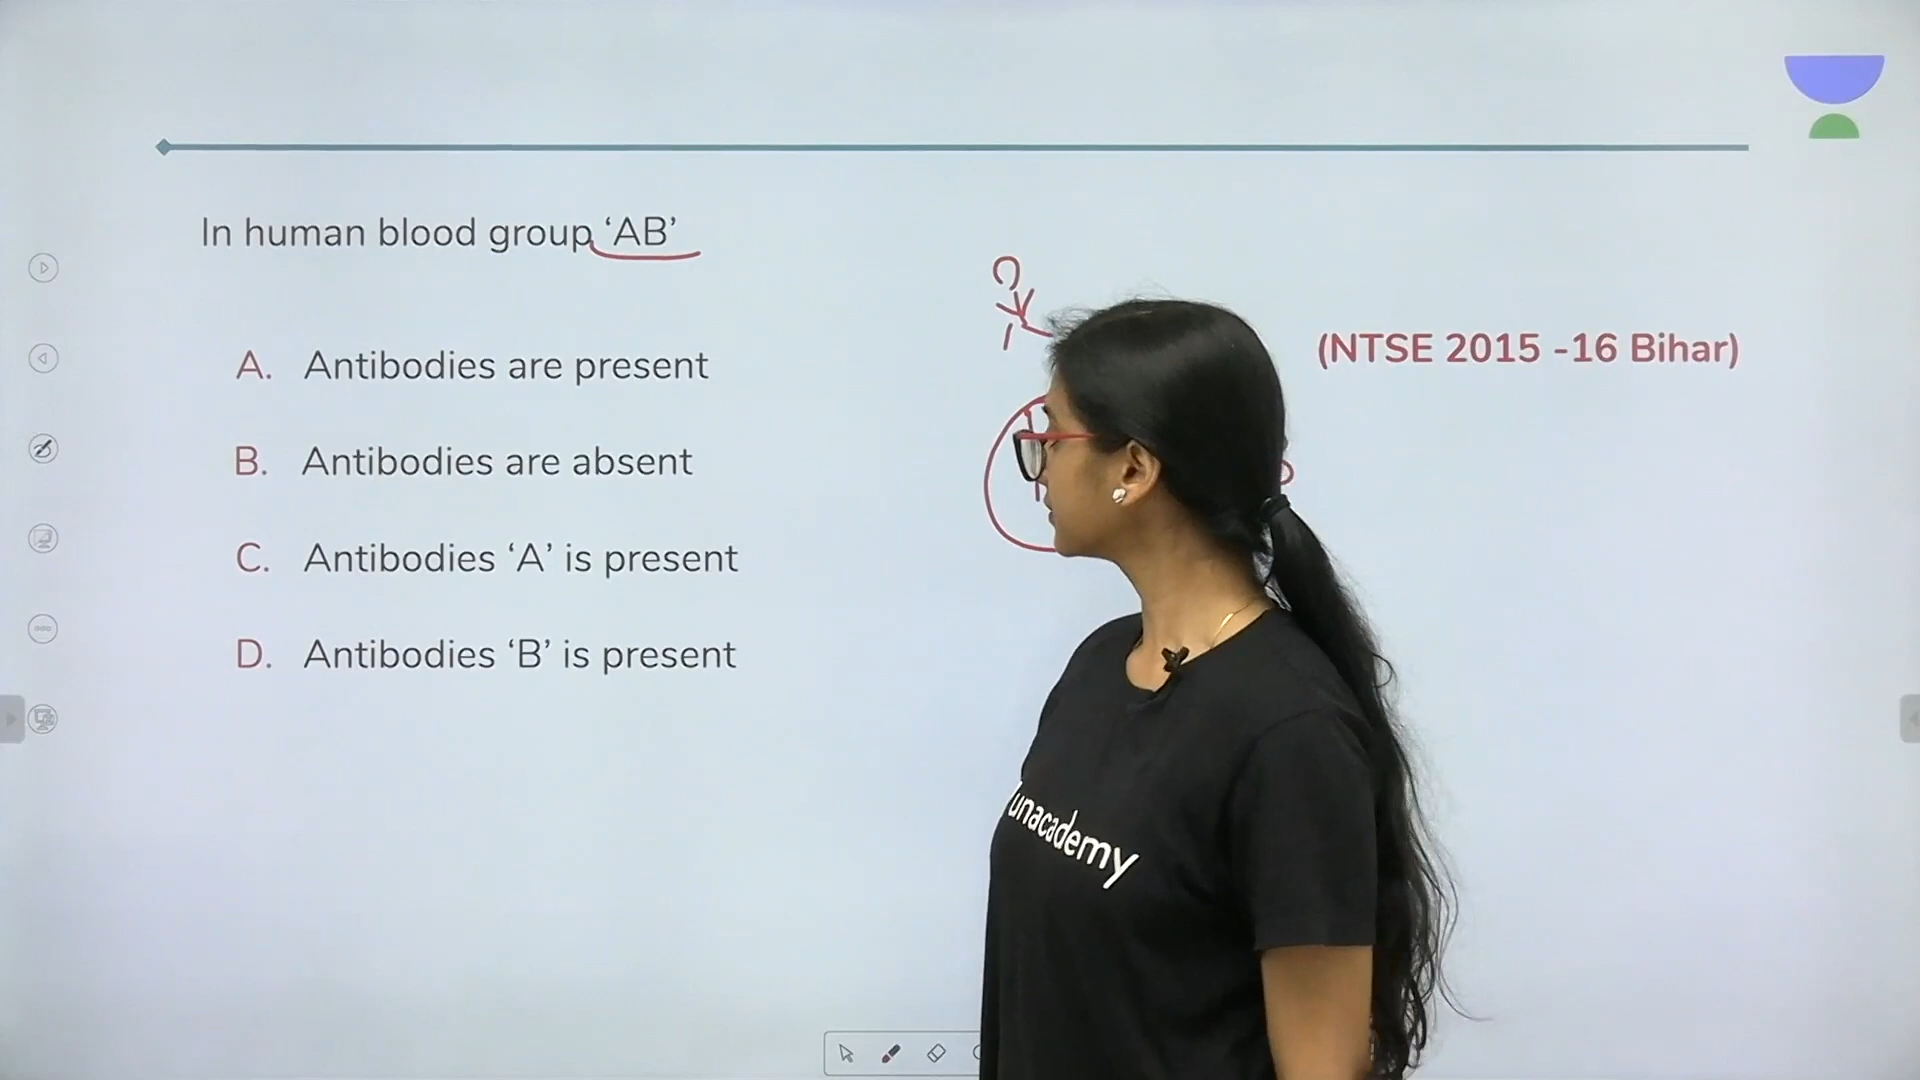 In human blood group ‘AB’
(NTSE 2015 -16 Bihar)
A. Antibodies are present
B. Antibodies are absent
C. Antibodies ‘A’ is present
D. Antibodies ‘B’ is present
unacademy